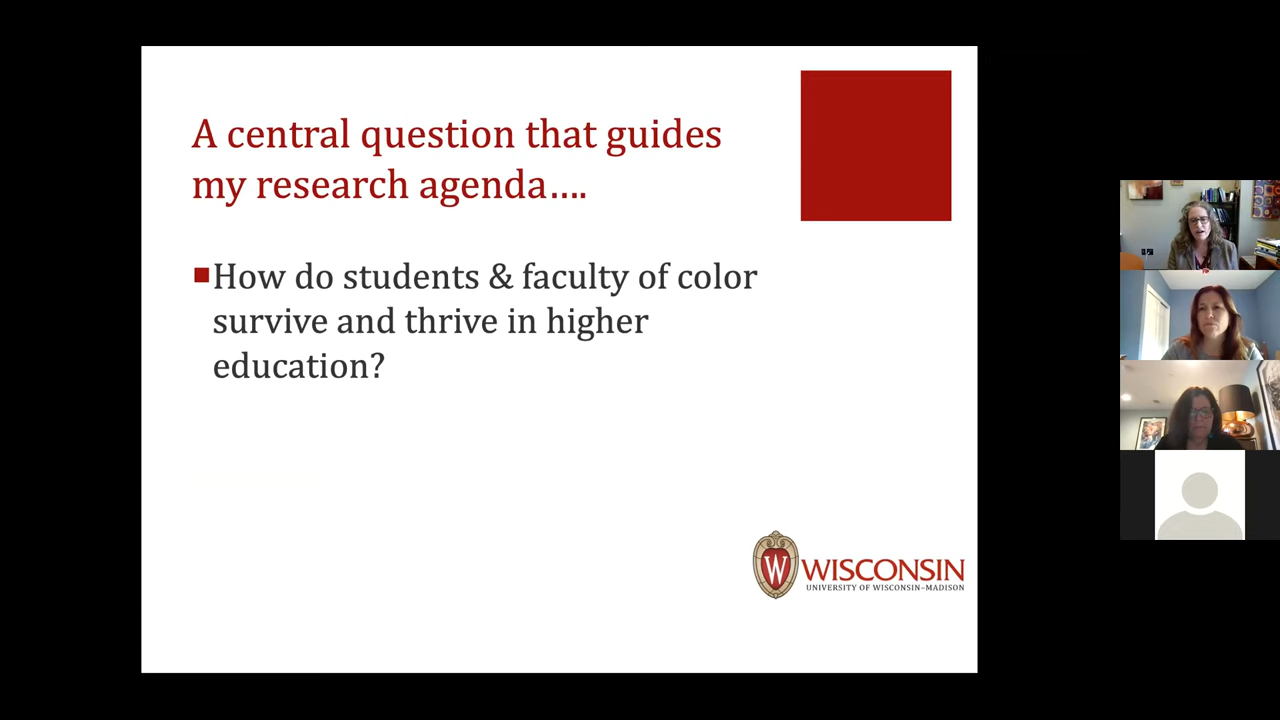 A central question that guides
my research agenda….
How do students & faculty of color
survive and thrive in higher
education?
W
WISCONSIN
UNIVERSITY OF WISCONSIN–MADISON